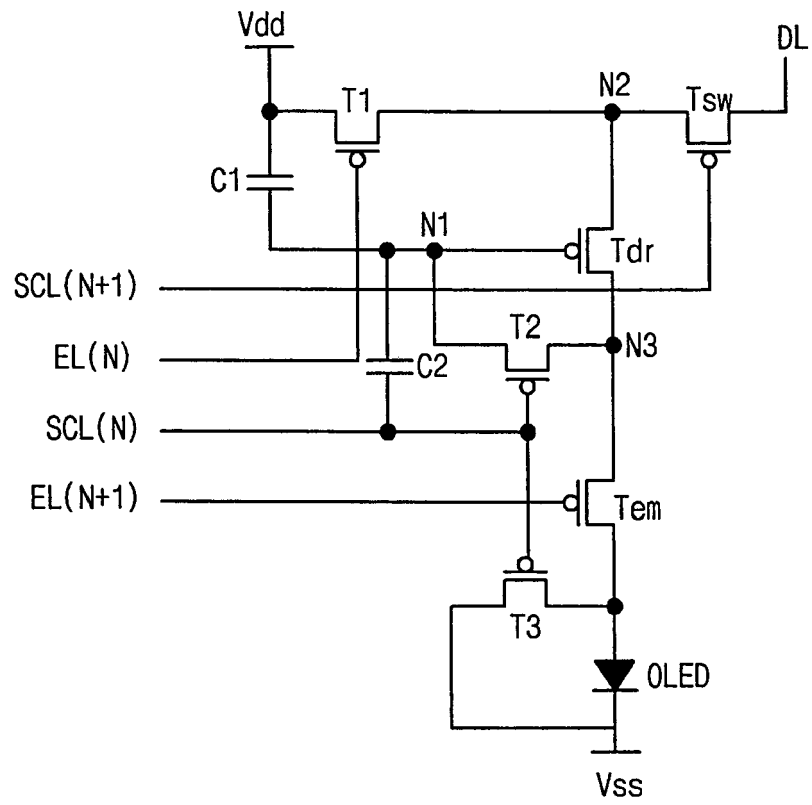 Vdd
DL
T1
N2
Tsw
C1
N1
Tdr
SCL(N+1)
T2
N3
EL(N)
C2
SCL(N)
EL(N+1)
Tem
T3
OLED
Vss